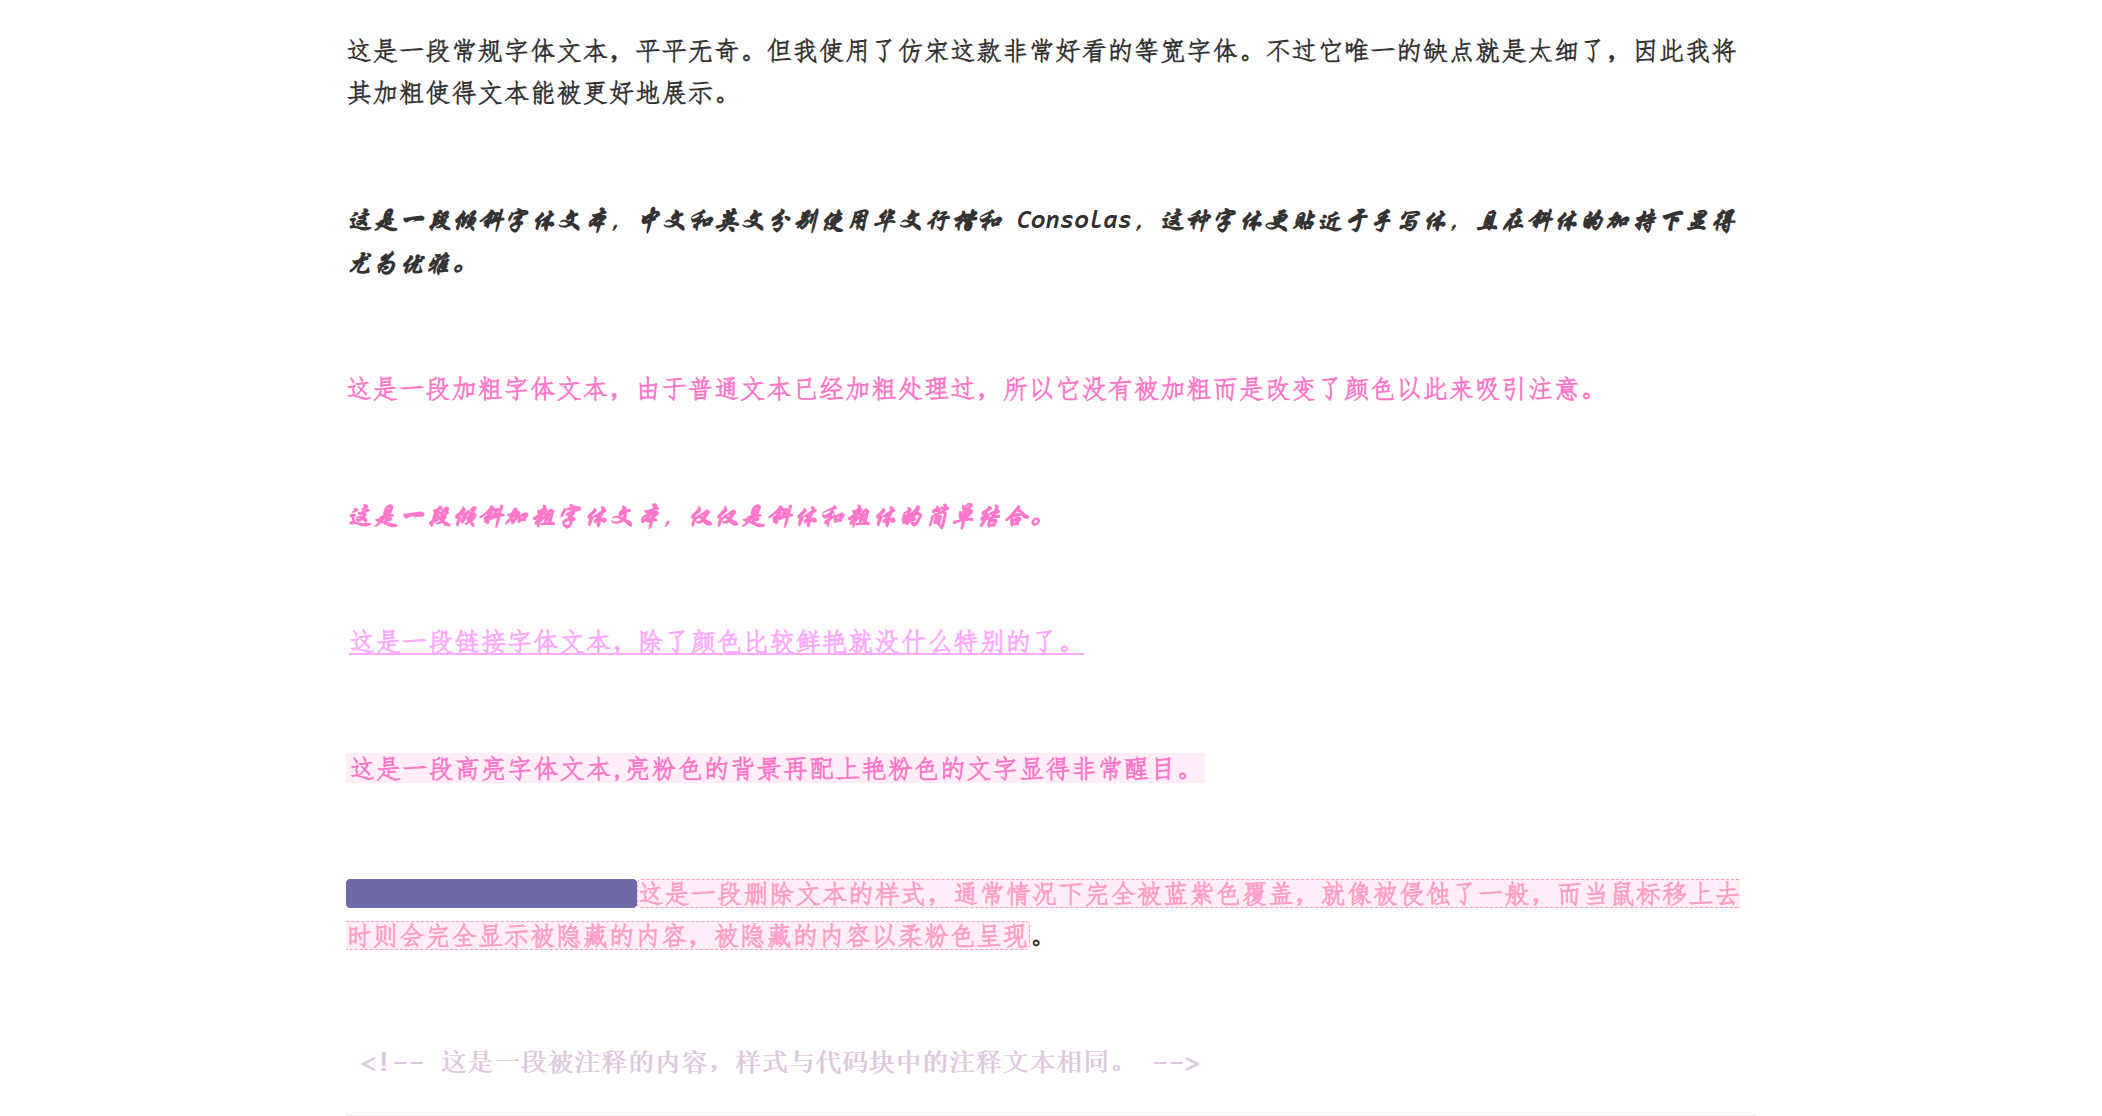 这是一段常规字体文本，平平无奇。但我使用了仿宋这款非常好看的等宽字体。不过它唯一的缺点就是太细了，因此我将
其加粗使得文本能被更好地展示。
这是一段倾斜字体文本，中文和英文分别使用华文行楷和 Consolas，这种字体更贴近于手写体，且在斜体的加持下显得
尤为优雅。
这是一段加粗字体文本，由于普通文本已经加粗处理过，所以它没有被加粗而是改变了颜色以此来吸引注意。
这是一段倾斜加粗字体文本，仅仅是斜体和粗体的简单结合。
这是一段链接字体文本，除了颜色比较鲜艳就没什么特别的了。
这是一段高亮字体文本,亮粉色的背景再配上艳粉色的文字显得非常醒目。
这是一段删除文本的样式，通常情况下完全被蓝紫色覆盖，就像被侵蚀了一般，而当鼠标移上去
时则会完全显示被隐藏的内容，被隐藏的内容以柔粉色呈现。
<!-- 这是一段被注释的内容，样式与代码块中的注释文本相同。 -->